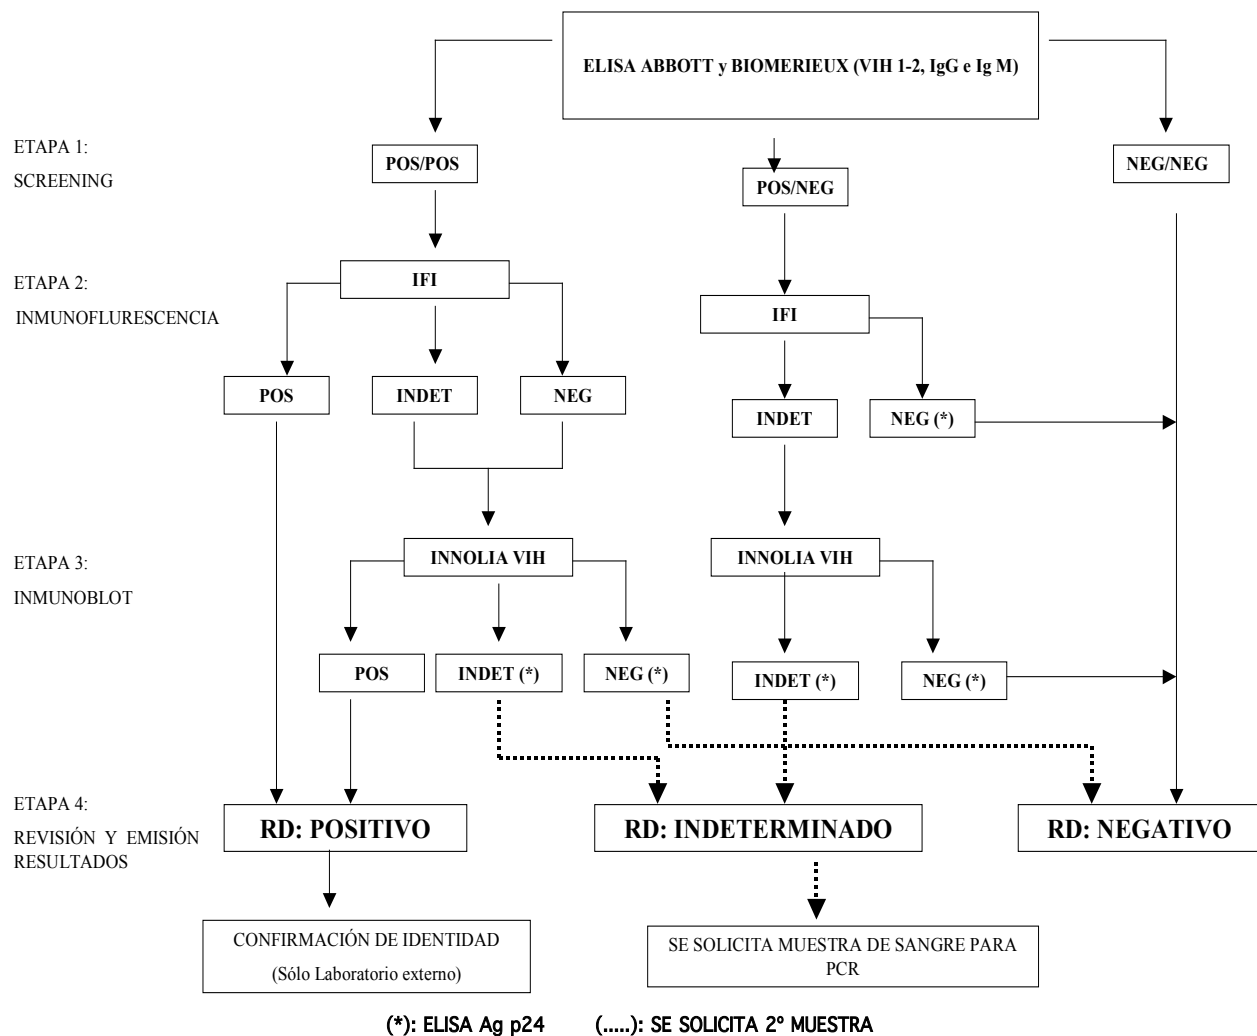 ELISA ABBOTT y BIOMERIEUX (VIH 1-2, IgG e Ig M)
ETAPA 1:
SCREENING
POS/POS
POS/NEG
NEG/NEG
ETAPA 2:
INMUNOFLURESCENCIA
IFI
IFI
POS
INDET
NEG
INDET
NEG (*)
ETAPA 3:
INMUNOBLOT
INNOLIA VIH
INNOLIA VIH
POS
INDET (*)
NEG (*)
INDET (*)
NEG (*)
ETAPA 4:
REVISIÓN Y EMISIÓN
RESULTADOS
RD: POSITIVO
RD: INDETERMINADO
RD: NEGATIVO
CONFIRMACIÓN DE IDENTIDAD
(Sólo Laboratorio externo)
SE SOLICITA MUESTRA DE SANGRE PARA
PCR
(*): ELISA Ag p24 (.....): SE SOLICITA 2º MUESTRA